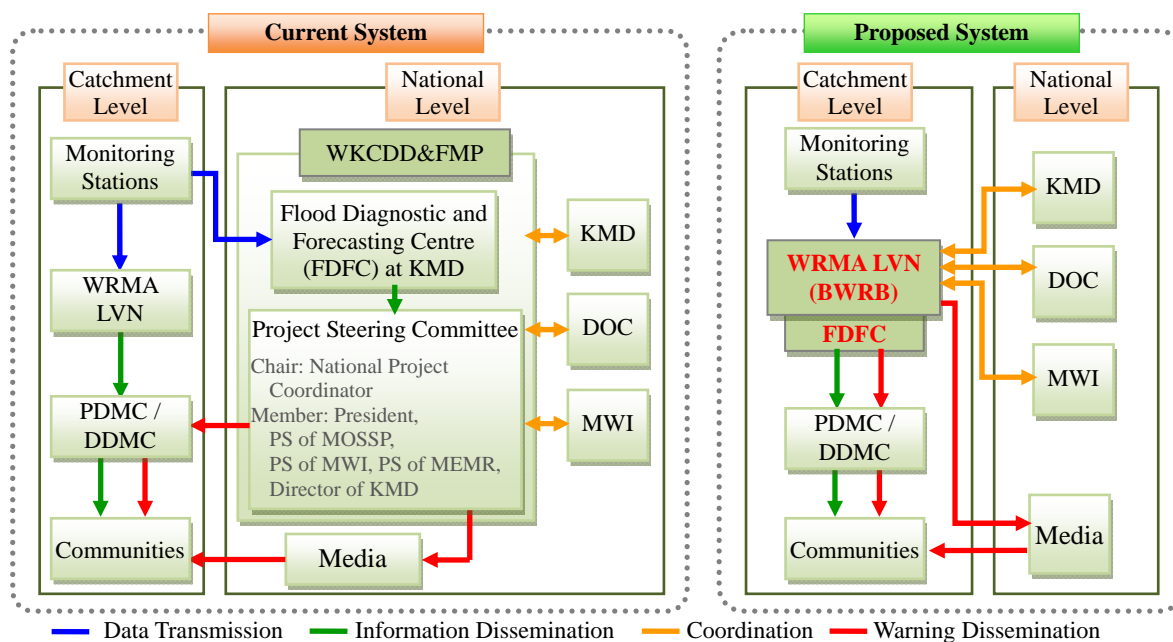 Current System
Catchment
Level
National
Level
Monitoring
Stations
WRMA
LVN
PDMC /
DDMC
Communities
WKCDD&FMP
Flood Diagnostic and
Forecasting Centre
(FDFC) at KMD
Project Steering Committee
Chair: National Project
Coordinator
Member: President,
PS of MOSSP,
PS of MWI, PS of MEMR,
Director of KMD
Media
KMD
DOC
MWI
Proposed System
Catchment
Level
National
Level
Monitoring
Stations
WRMA LVN
(BWRB)
FDFC
PDMC /
DDMC
Communities
KMD
DOC
MWI
Media
Data Transmission
Information Dissemination
Coordination
Warning Dissemination